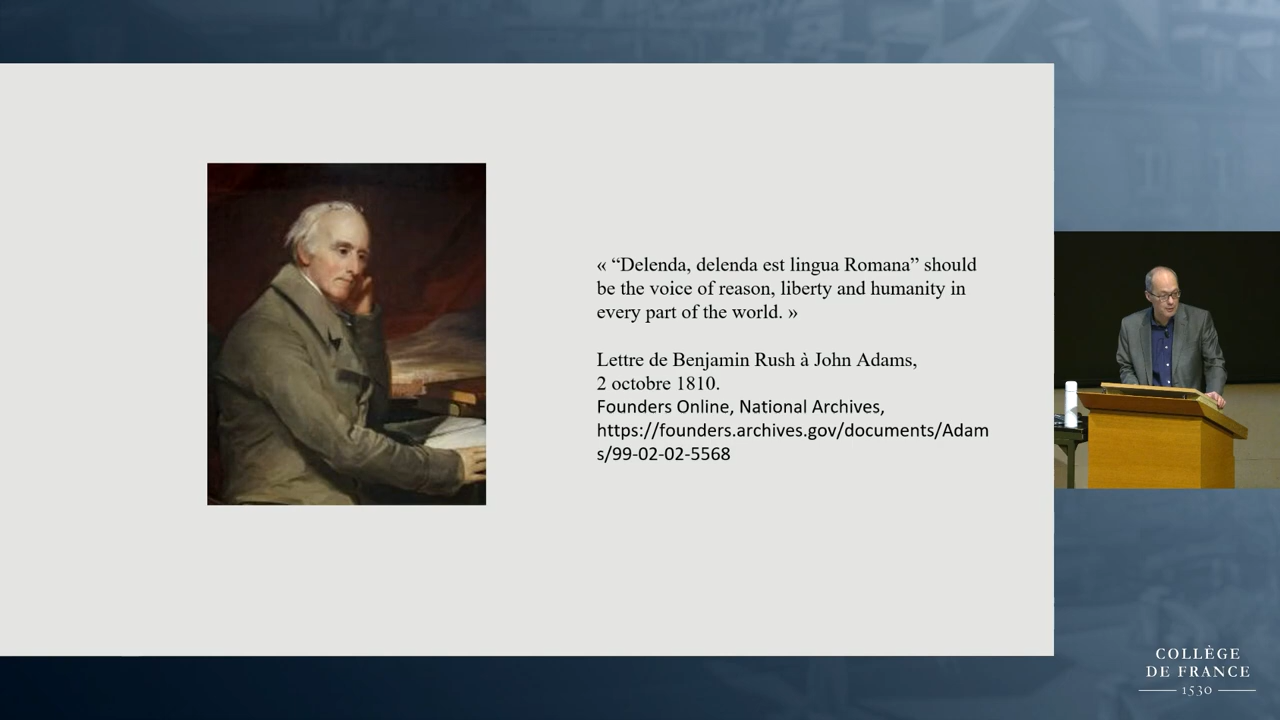 « “Delenda, delenda est lingua Romana” should
be the voice of reason, liberty and humanity in
every part of the world. »
Lettre de Benjamin Rush à John Adams,
2 octobre 1810.
Founders Online, National Archives,
https://founders.archives.gov/documents/Adam
s/99-02-02-5568
COLLÈGE
DE FRANCE
1530